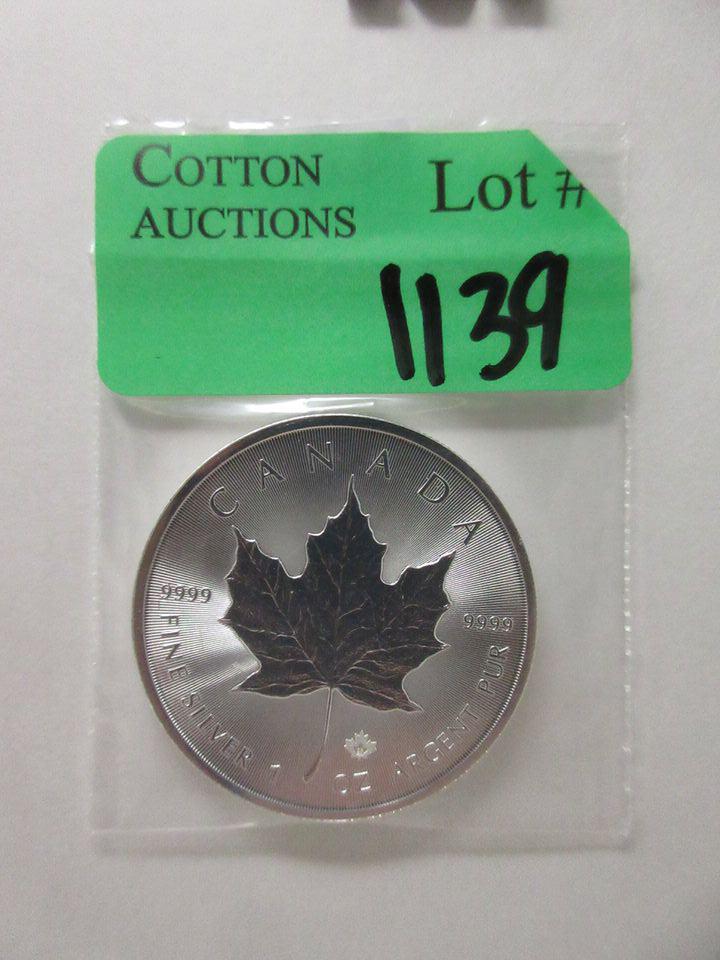 COTTON
AUCTIONS
Lot #
1139
CANADA
9999
9999
FINE SILVER 1 OZ ARGENT PUR